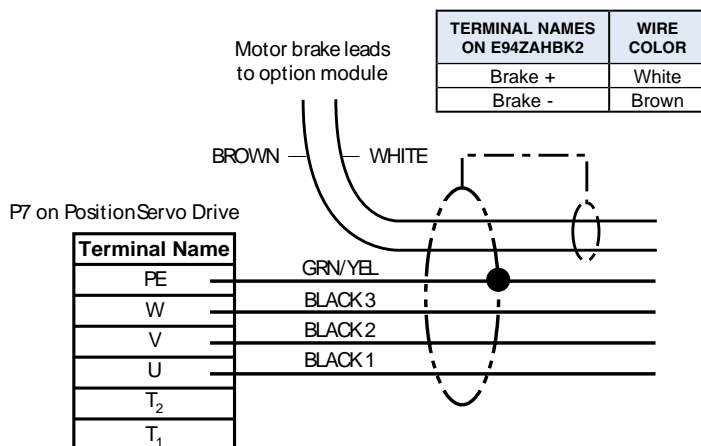 TERMINAL NAMES WIRE
ON E94ZAHBK2 COLOR
Brake + White
Brake - Brown
Motor brake leads
to option module
BROWN WHITE
P7 on PositionServo Drive
Terminal Name
PE GRN/YEL
W BLACK 3
V BLACK 2
U BLACK 1
T2
T1